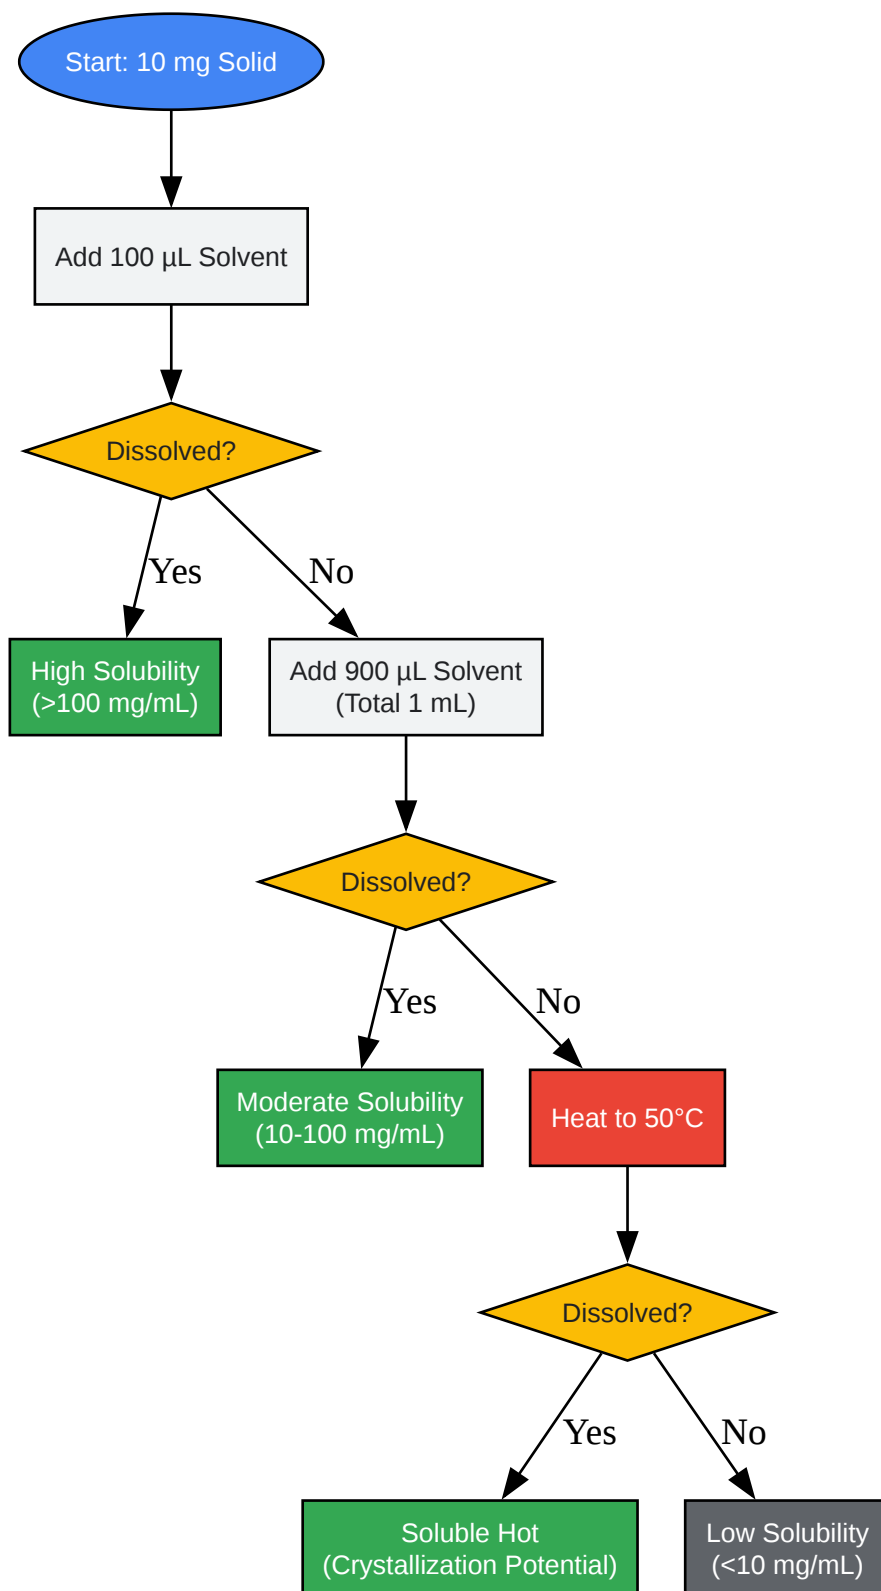 Start: 10 mg Solid
Add 100 µL Solvent
Dissolved?
Yes
No
High Solubility
(>100 mg/mL)
Add 900 µL Solvent
(Total 1 mL)
Dissolved?
Yes
No
Moderate Solubility
(10-100 mg/mL)
Heat to 50°C
Dissolved?
Yes
No
Soluble Hot
(Crystallization Potential)
Low Solubility
(<10 mg/mL)